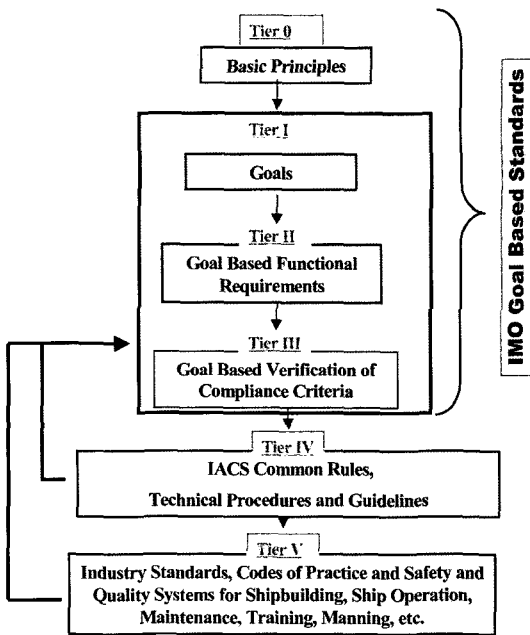 Tier 0
Basic Principles
Tier I
Goals
Tier II
Goal Based Functional
Requirements
Tier III
Goal Based Verification of
Compliance Criteria
Tier IV
IACS Common Rules,
Technical Procedures and Guidelines
Tier V
Industry Standards, Codes of Practice and Safety and
Quality Systems for Shipbuilding, Ship Operation,
Maintenance, Training, Manning, etc.
IMO Goal Based Standards